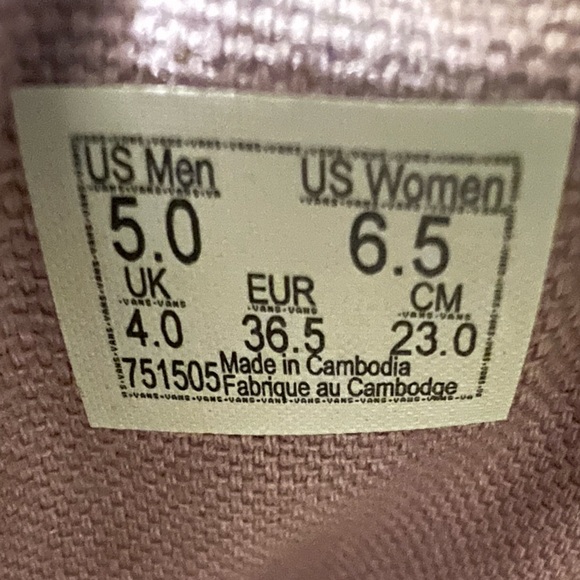 US Men US Women
5.0 6.5
UK EUR CM
4.0 36.5 23.0
751505 Made in Cambodia
Fabrique au Cambodge